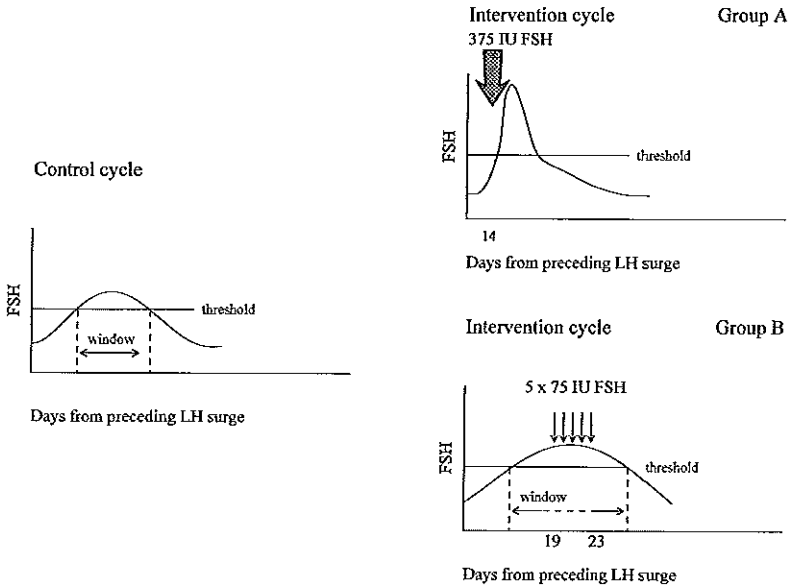 Control cycle
FSH
threshold
window
Days from preceding LH surge
Intervention cycle Group A
375 IU FSH
FSH
threshold
14
Days from preceding LH surge
Intervention cycle Group B
5 x 75 IU FSH
FSH
threshold
window
19 23
Days from preceding LH surge